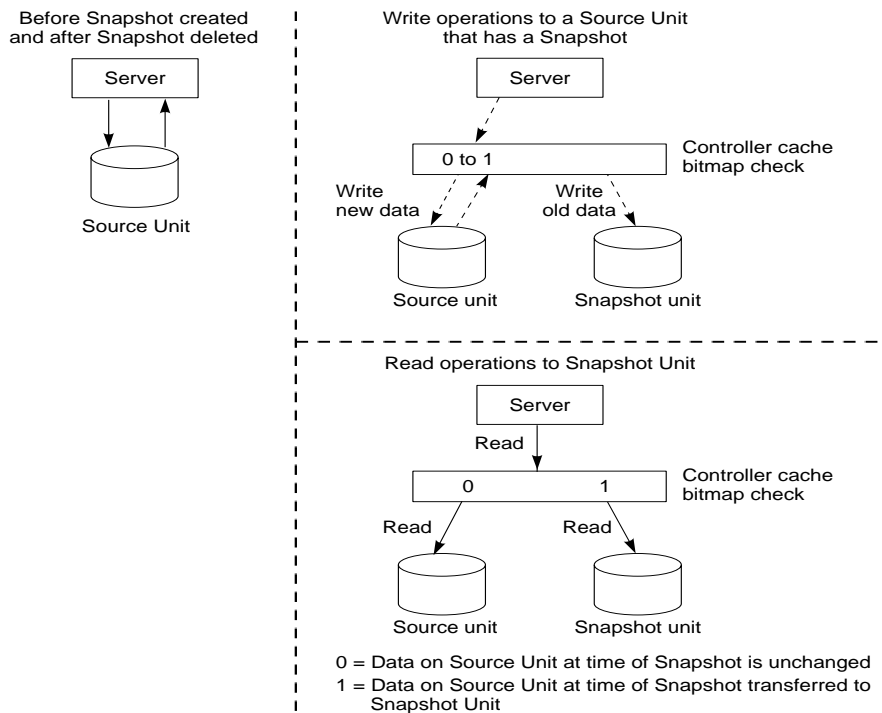 Before Snapshot created
and after Snapshot deleted
Server
Source Unit
Write operations to a Source Unit
that has a Snapshot
Server
0 to 1
Controller cache
bitmap check
Write
new data
Write
old data
Source unit
Snapshot unit
Read operations to Snapshot Unit
Server
Read
0
1
Controller cache
bitmap check
Read
Read
Source unit
Snapshot unit
0 = Data on Source Unit at time of Snapshot is unchanged
1 = Data on Source Unit at time of Snapshot transferred to
Snapshot Unit